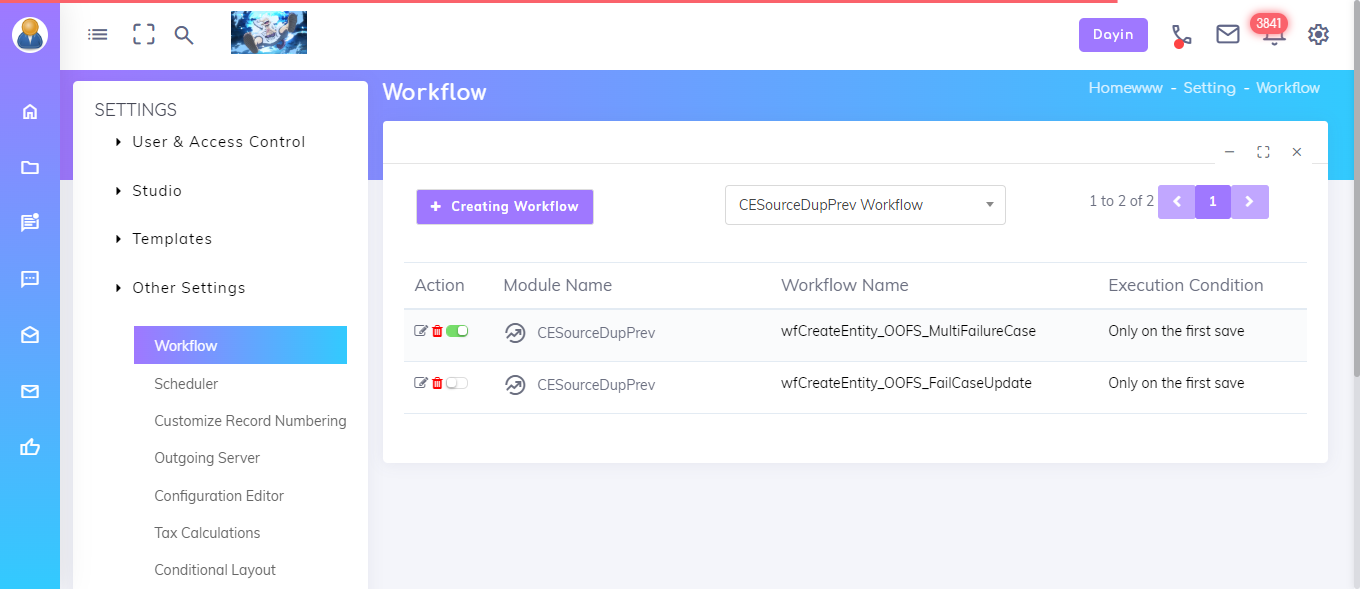 Dayin
3841
SETTINGS
User & Access Control
Studio
Templates
Other Settings
Workflow
Scheduler
Customize Record Numbering
Outgoing Server
Configuration Editor
Tax Calculations
Conditional Layout
Workflow
Homewww - Setting - Workflow
+ Creating Workflow
CESourceDupPrev Workflow
1 to 2 of 2
1
Action Module Name Workflow Name Execution Condition
CESourceDupPrev wfCreateEntity_OOFS_MultiFailureCase Only on the first save
CESourceDupPrev wfCreateEntity_OOFS_FailCaseUpdate Only on the first save